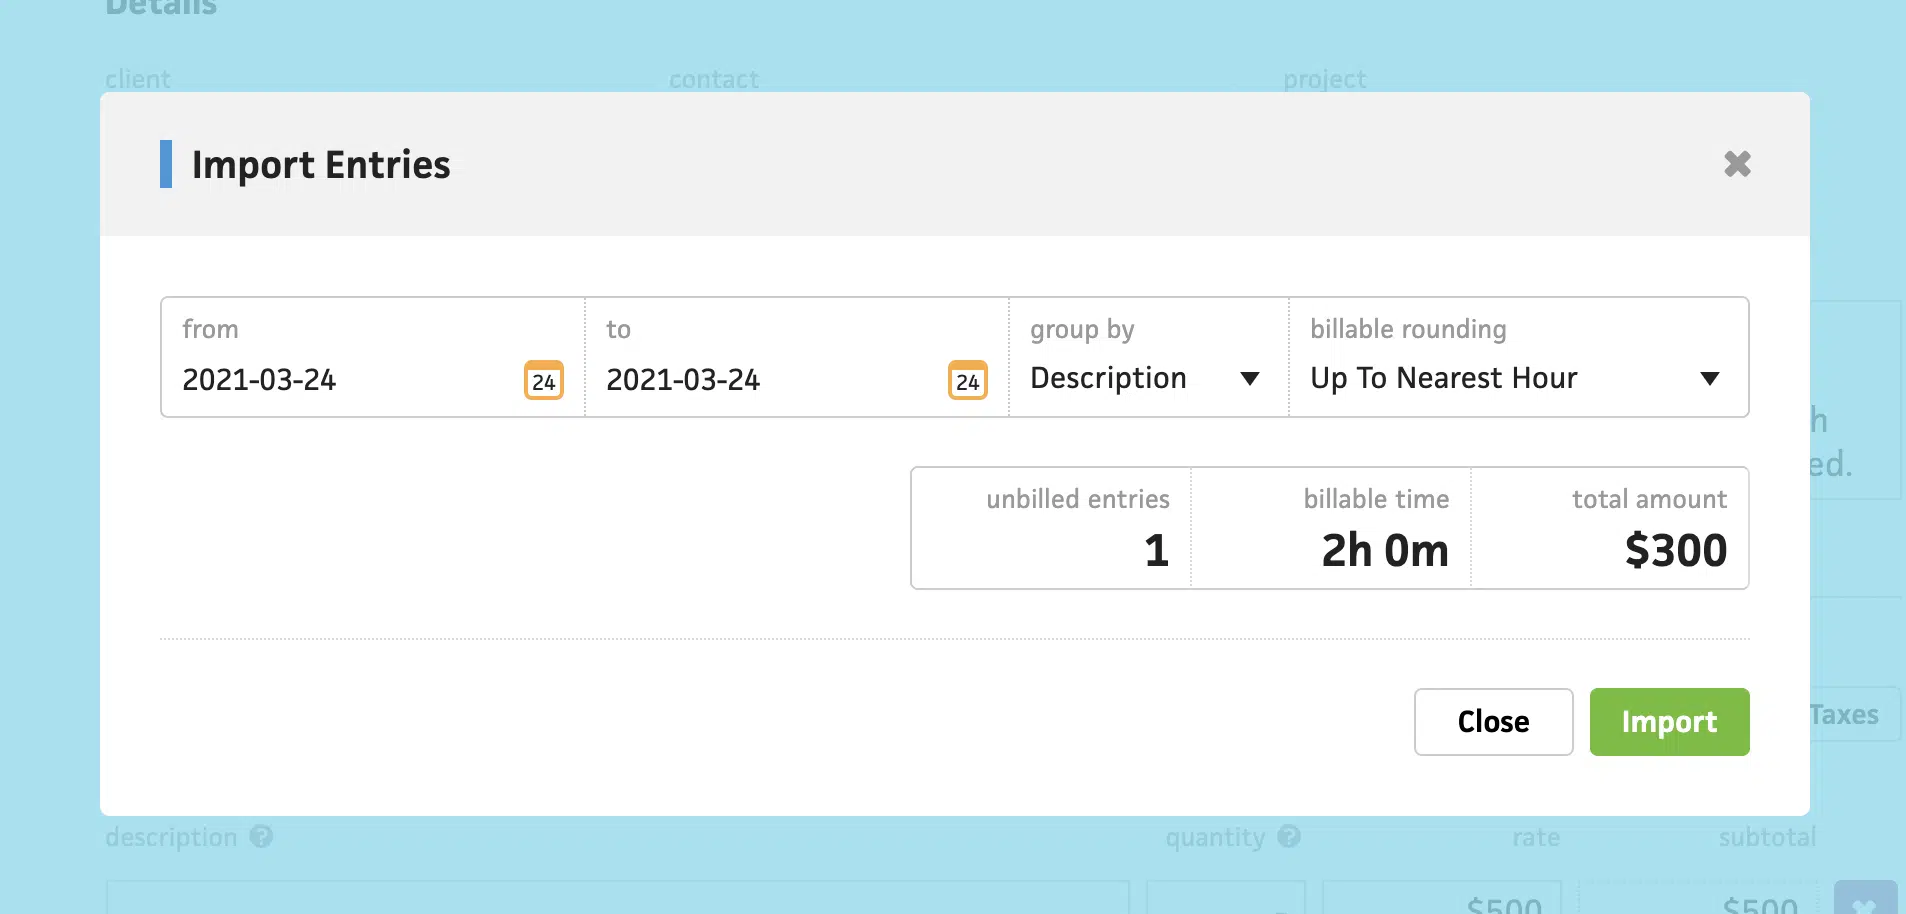 Details
client contact project
Import Entries
from to group by billable rounding
2021-03-24 24 2021-03-24 24 Description Up To Nearest Hour
h
ed.
unbilled entries billable time total amount
1 2h 0m $300
Close Import Taxes
description ? quantity ? rate subtotal
$500 $500